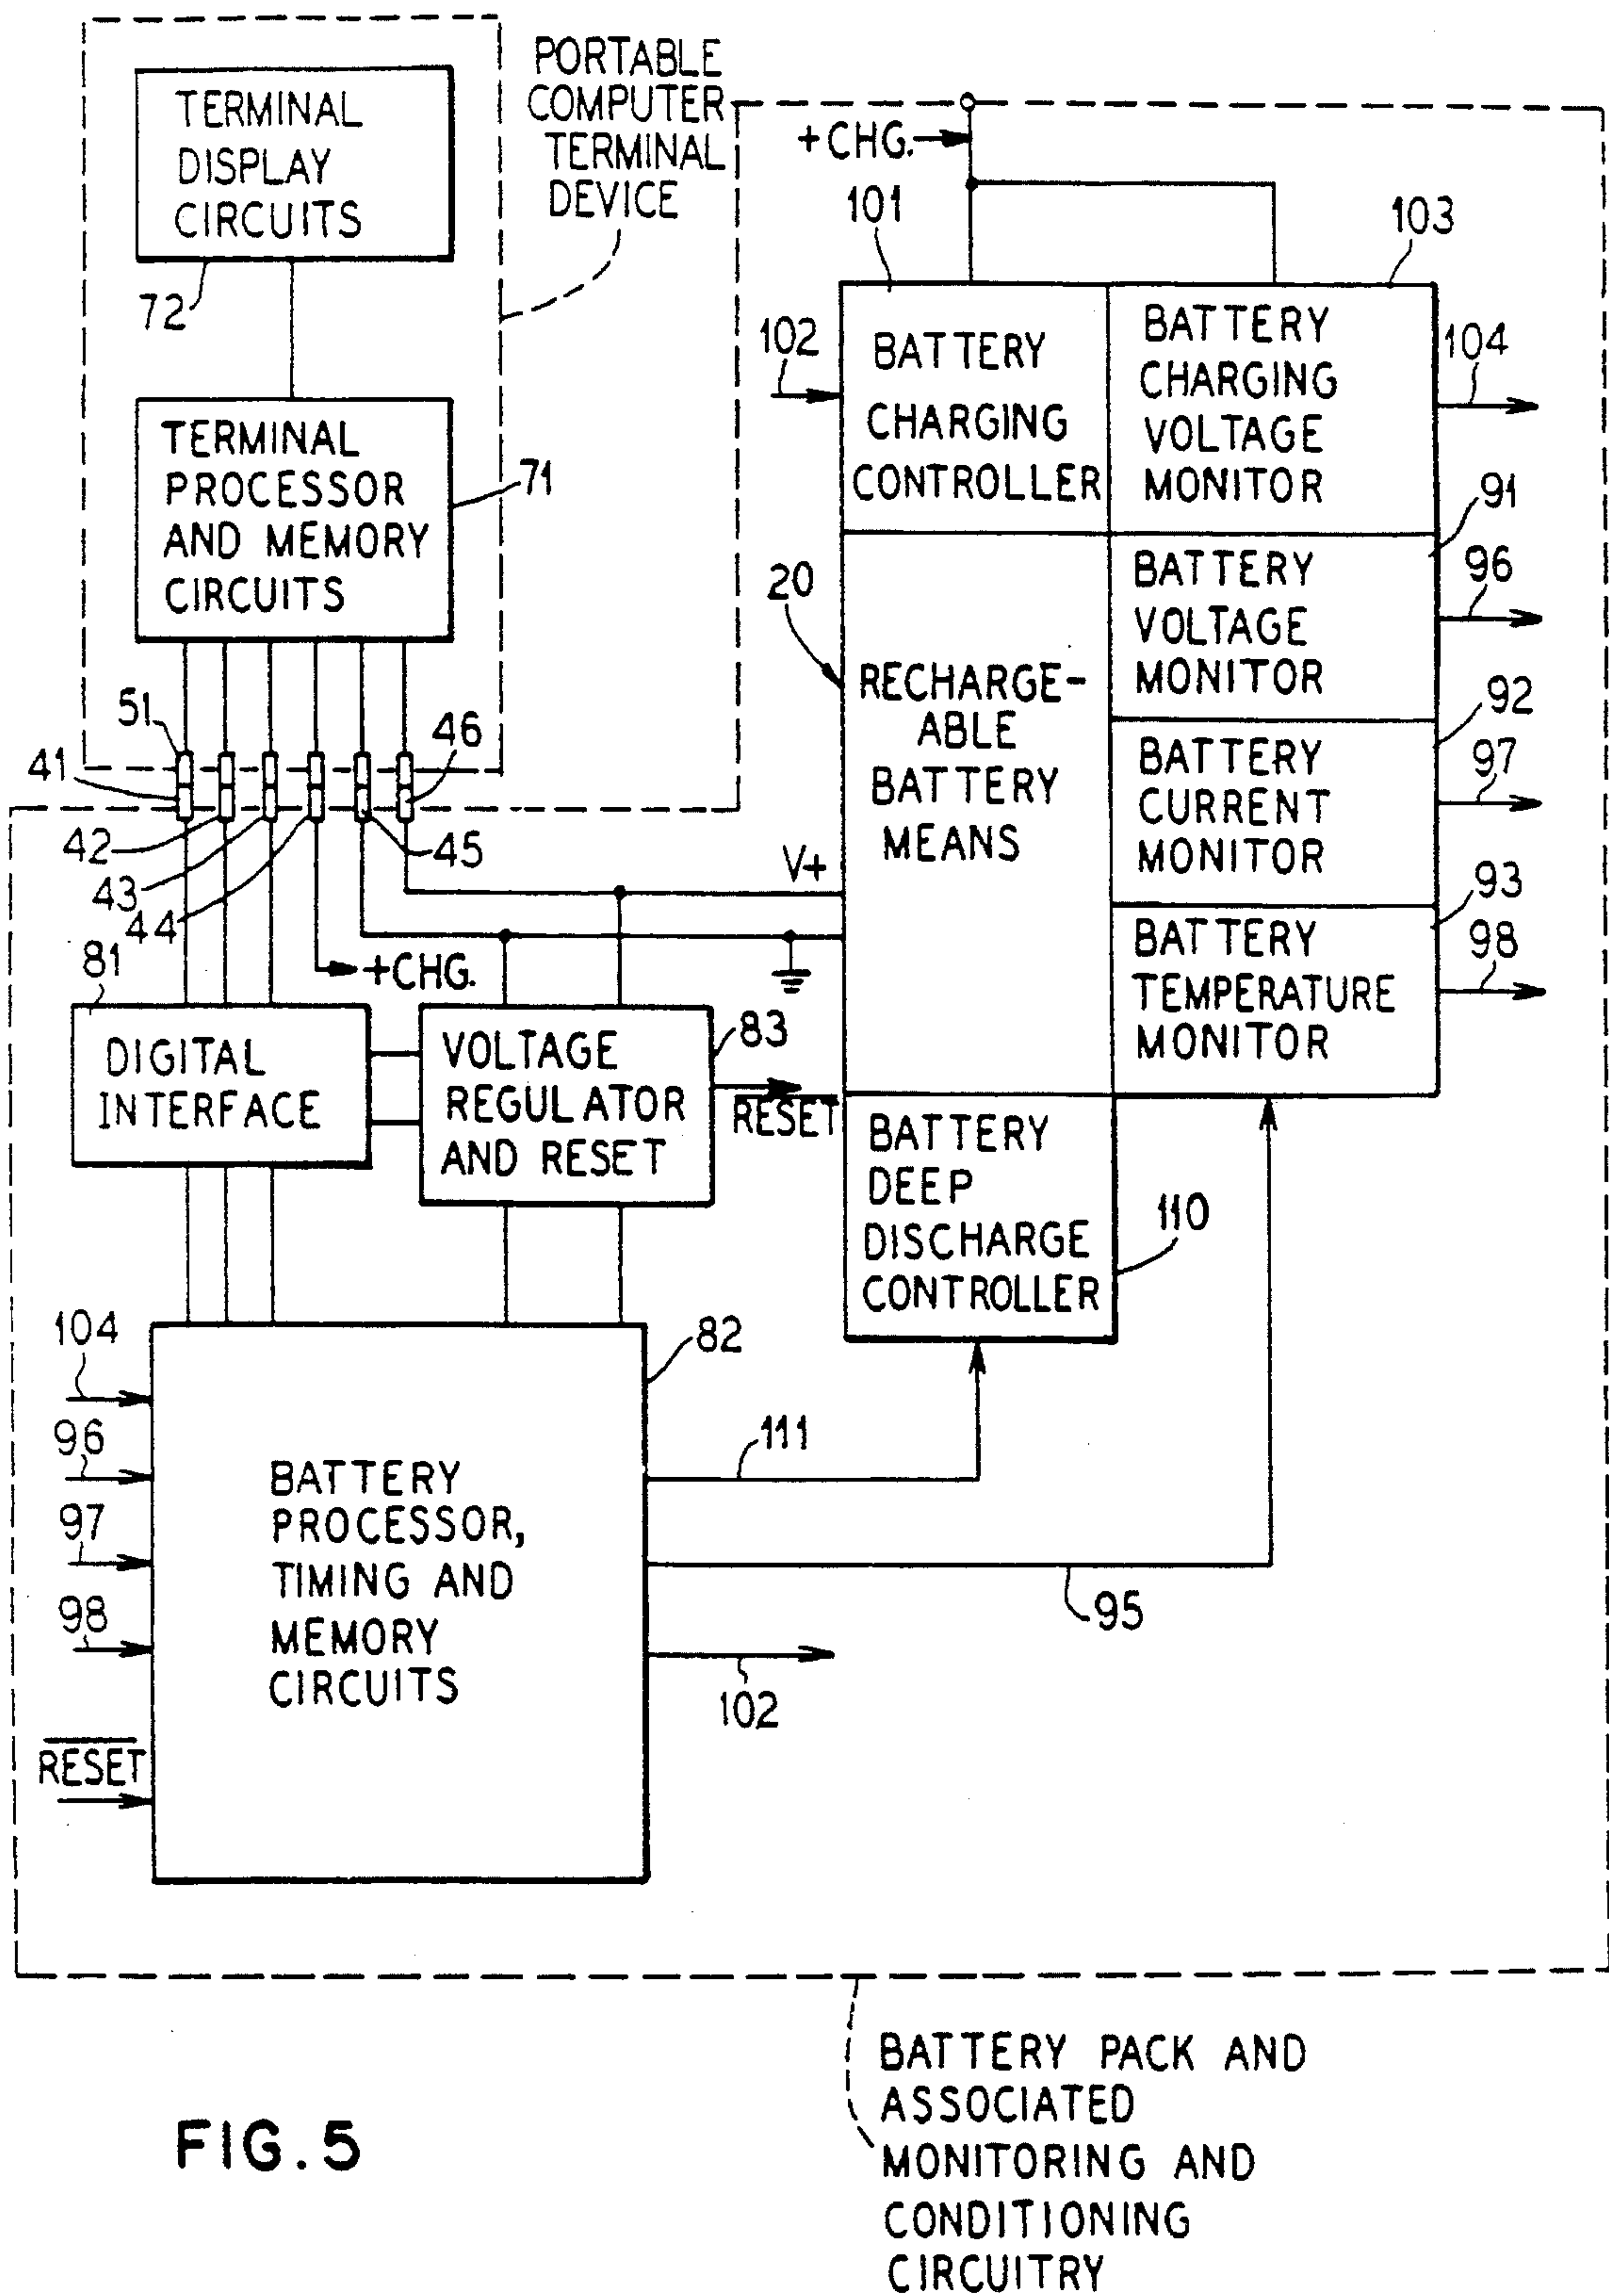 PORTABLE
COMPUTER
TERMINAL
DEVICE
TERMINAL
DISPLAY
CIRCUITS
72
TERMINAL
PROCESSOR
AND MEMORY
CIRCUITS
71
51
41
42
43
44
45
46
+CHG.
+CHG.
101
102
BATTERY
CHARGING
CONTROLLER
103
BATTERY
CHARGING
VOLTAGE
MONITOR
104
91
BATTERY
VOLTAGE
MONITOR
96
20
RECHARGE-
ABLE
BATTERY
MEANS
92
BATTERY
CURRENT
MONITOR
97
93
BATTERY
TEMPERATURE
MONITOR
98
V+
81
DIGITAL
INTERFACE
VOLTAGE
REGULATOR
AND RESET
83
RESET
BATTERY
DEEP
DISCHARGE
CONTROLLER
110
104
96
97
98
RESET
82
BATTERY
PROCESSOR,
TIMING AND
MEMORY
CIRCUITS
111
95
102
BATTERY PACK AND
ASSOCIATED
MONITORING AND
CONDITIONING
CIRCUITRY
FIG. 5